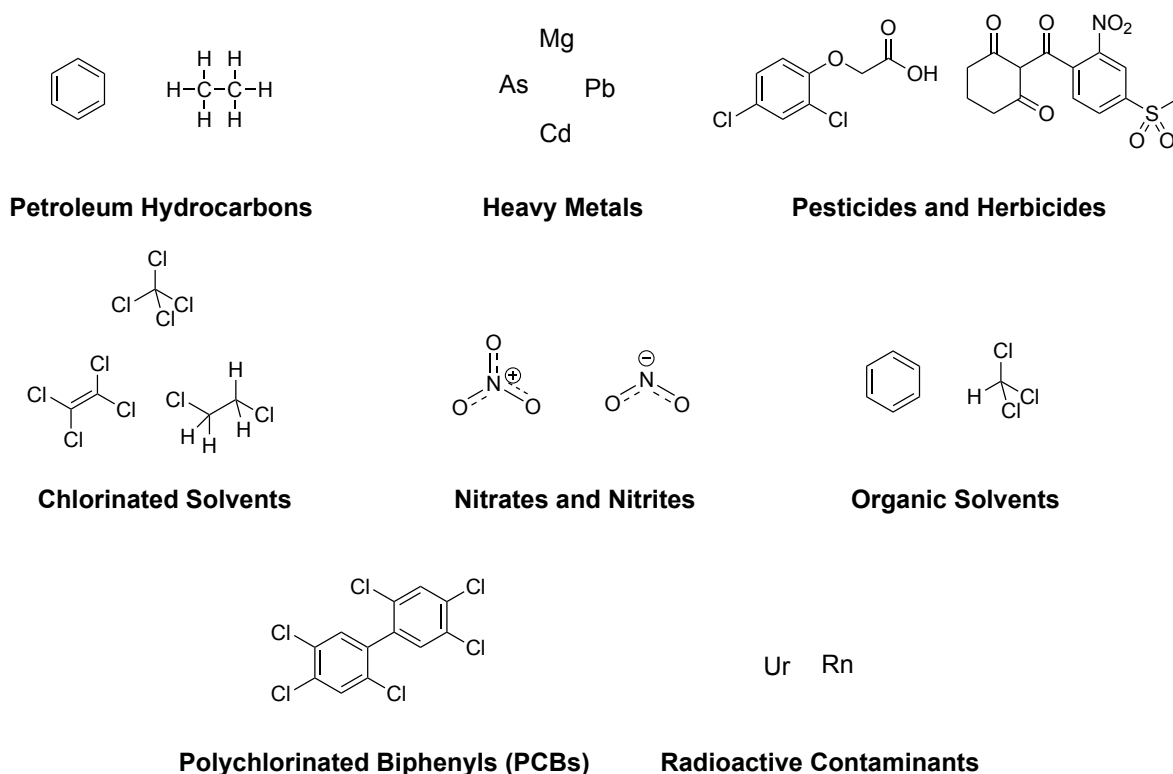 H H
H C C H
H H
Petroleum Hydrocarbons
Mg
As Pb
Cd
Heavy Metals
O
O
OH
Cl Cl
O O NO₂
O
S
O O
Pesticides and Herbicides
Cl
Cl Cl
Cl
Cl Cl
Cl
Cl
H
Cl
Cl
H H
H
Chlorinated Solvents
O
N ⊕
O O
⊖
N
O O
Nitrates and Nitrites
Cl
H Cl
Cl
Organic Solvents
Cl Cl
Cl Cl
Cl Cl
Polychlorinated Biphenyls (PCBs)
Ur Rn
Radioactive Contaminants